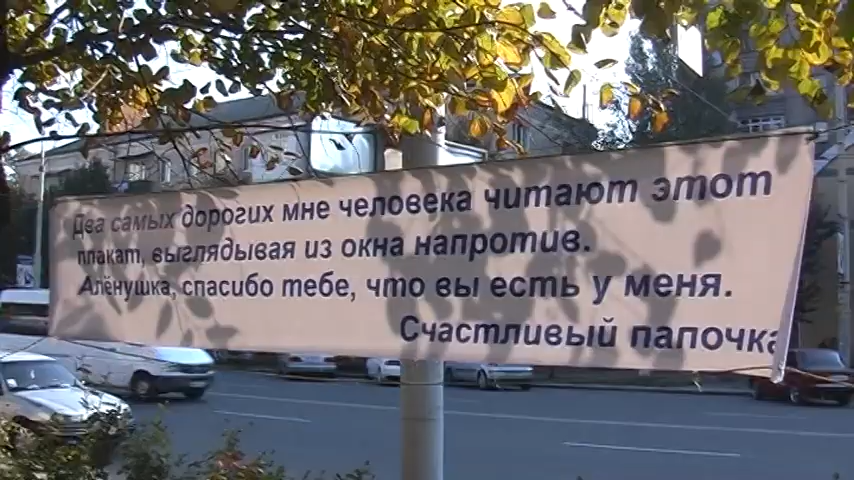 Два самых дорогих мне человека читают этот
плакат, выглядывая из окна напротив.
Алёнушка, спасибо тебе, что вы есть у меня.
Счастливый папочка